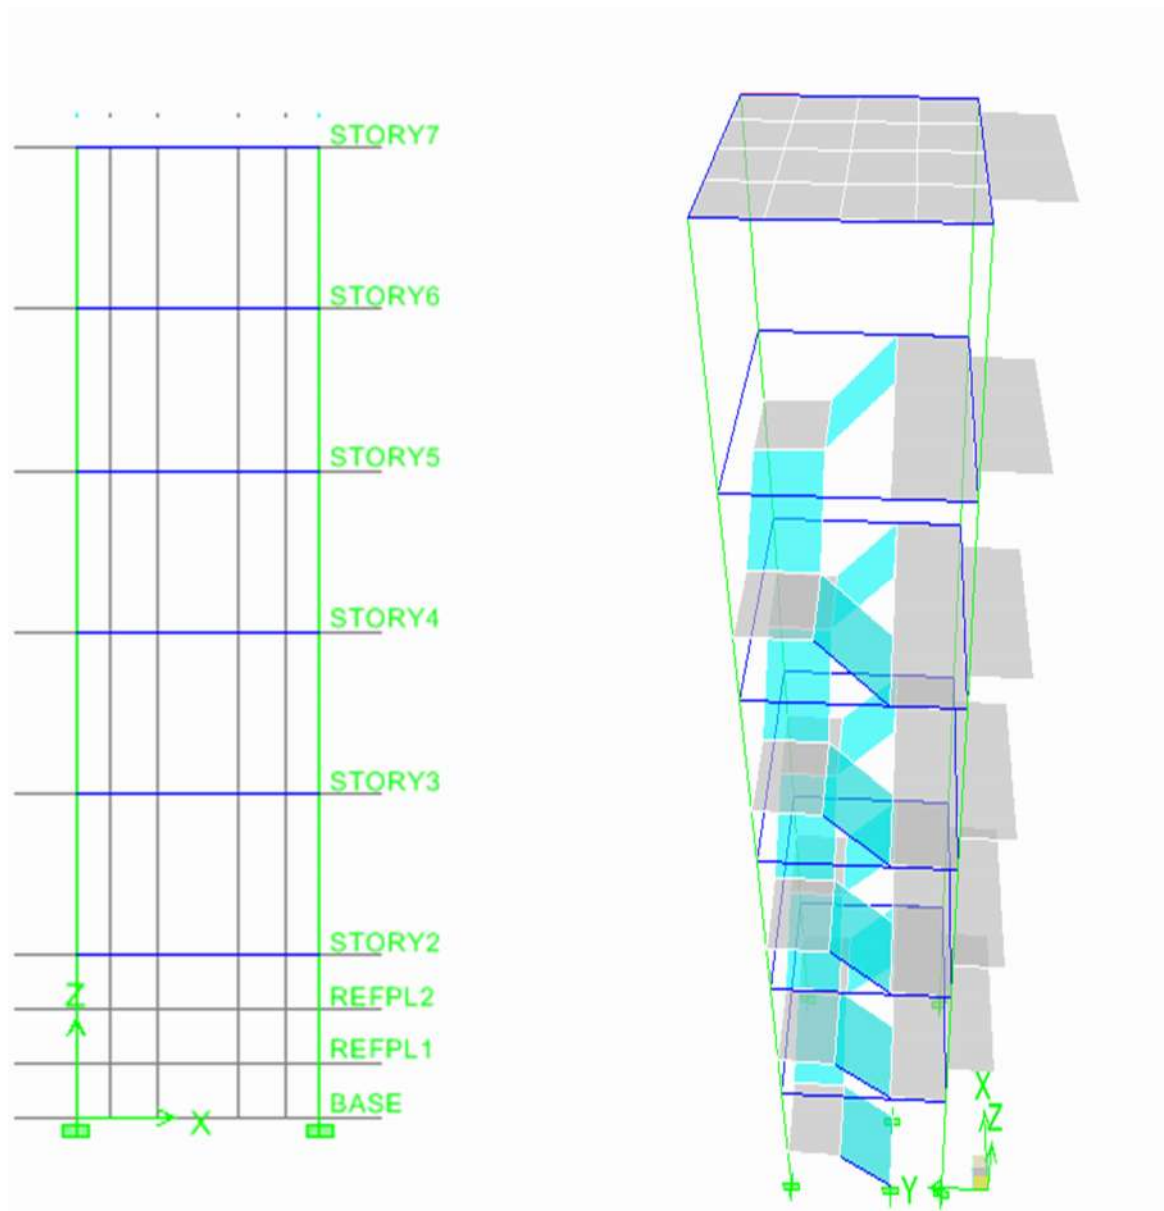 STORY7
STORY6
STORY5
STORY4
STORY3
STORY2
Z
REFPL2
REFPL1
BASE
X
X
Z
Y